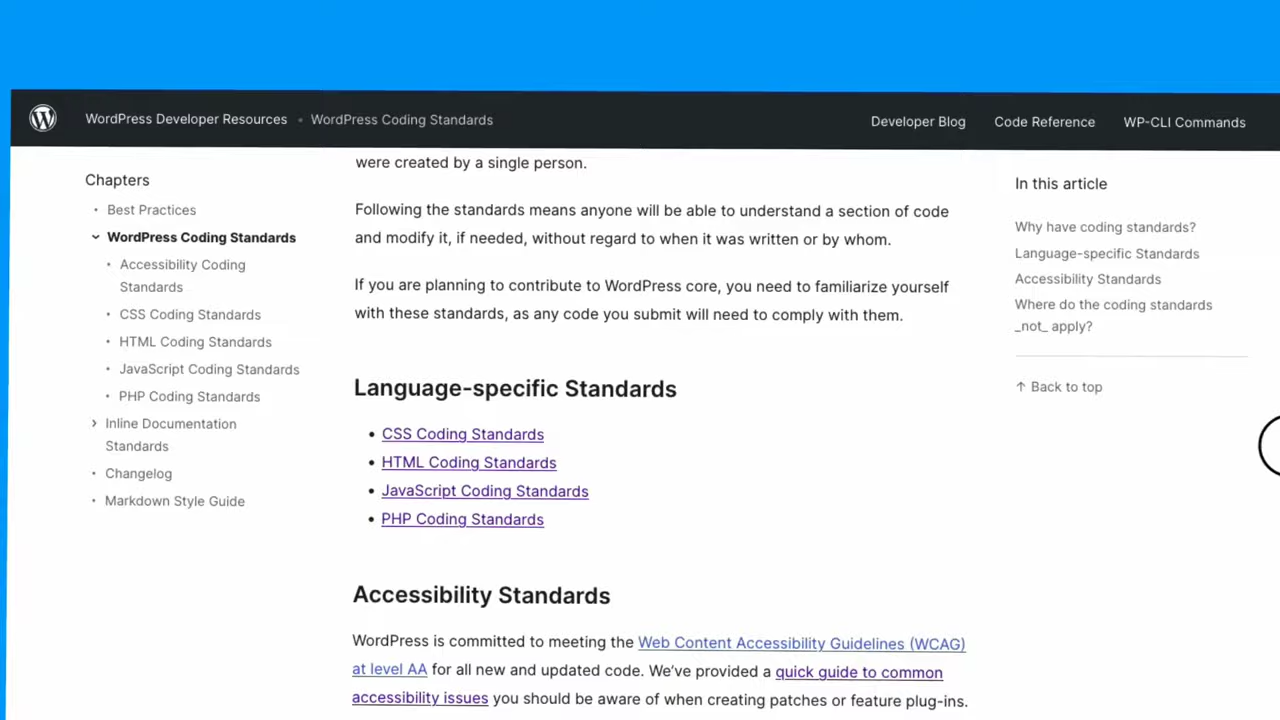 WordPress Developer Resources • WordPress Coding Standards
Developer Blog
Code Reference
WP-CLI Commands
Chapters
Best Practices
WordPress Coding Standards
Accessibility Coding
Standards
CSS Coding Standards
HTML Coding Standards
JavaScript Coding Standards
PHP Coding Standards
Inline Documentation
Standards
Changelog
Markdown Style Guide
were created by a single person.
Following the standards means anyone will be able to understand a section of code
and modify it, if needed, without regard to when it was written or by whom.
If you are planning to contribute to WordPress core, you need to familiarize yourself
with these standards, as any code you submit will need to comply with them.
Language-specific Standards
• CSS Coding Standards
• HTML Coding Standards
• JavaScript Coding Standards
• PHP Coding Standards
Accessibility Standards
WordPress is committed to meeting the Web Content Accessibility Guidelines (WCAG)
at level AA for all new and updated code. We’ve provided a quick guide to common
accessibility issues you should be aware of when creating patches or feature plug-ins.
In this article
Why have coding standards?
Language-specific Standards
Accessibility Standards
Where do the coding standards
_not_ apply?
↑ Back to top